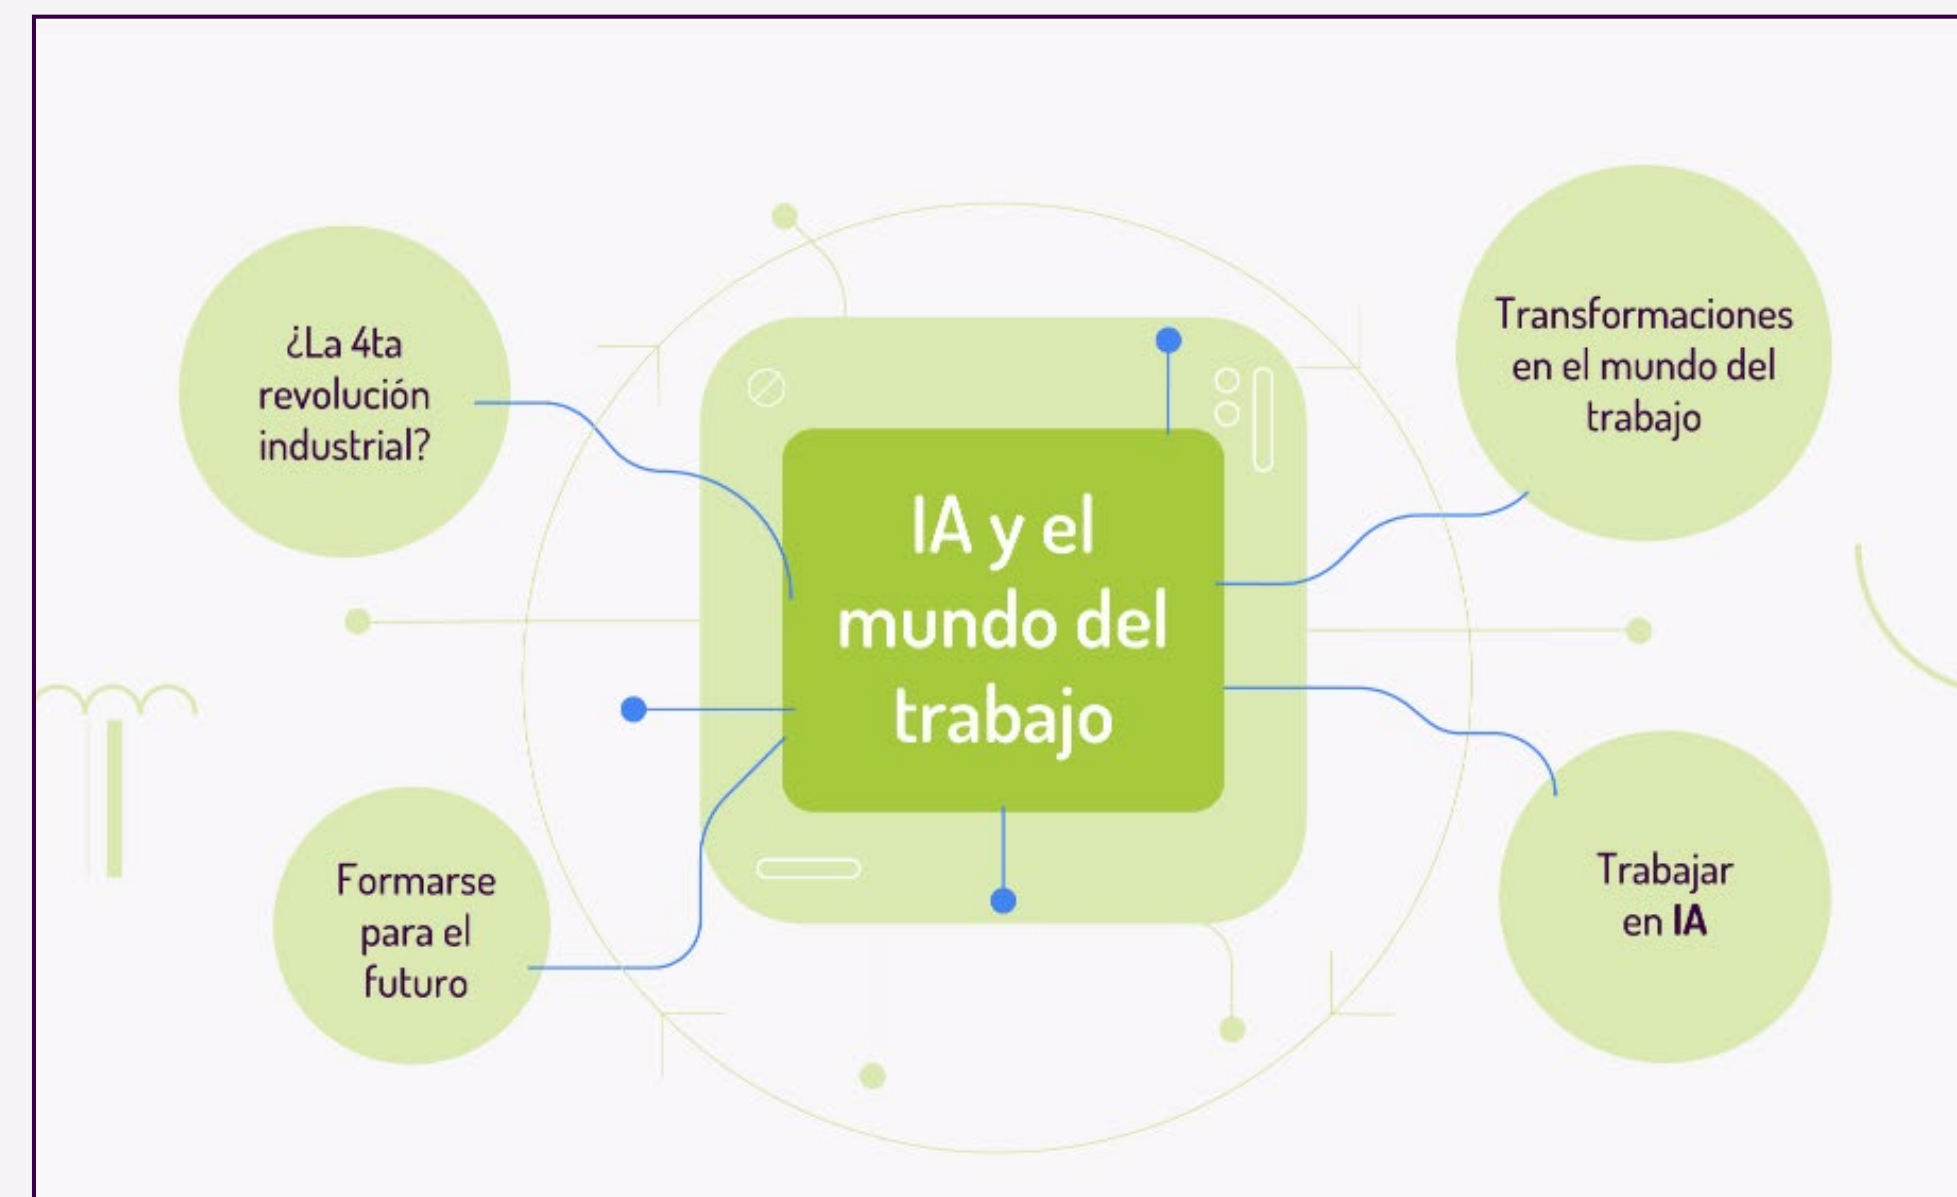 ¿La 4ta
revolución
industrial?
Transformaciones
en el mundo del
trabajo
IA y el
mundo del
trabajo
Formarse
para el
futuro
Trabajar
en IA